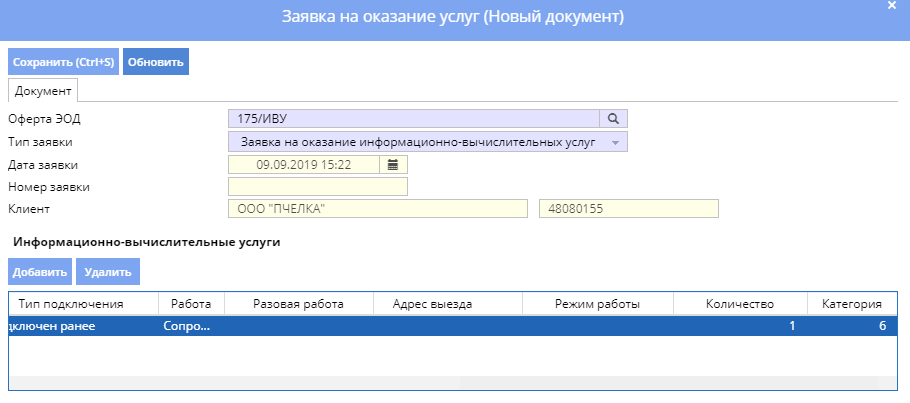 Заявка на оказание услуг (Новый документ)
Сохранить (Ctrl+S) Обновить
Документ
Оферта ЭОД 175/ИВУ
Тип заявки Заявка на оказание информационно-вычислительных услуг
Дата заявки 09.09.2019 15:22
Номер заявки
Клиент ООО "ПЧЕЛКА" 48080155
Информационно-вычислительные услуги
Добавить Удалить
Тип подключения Работа Разовая работа Адрес выезда Режим работы Количество Категория
дключен ранее Сопро... 1 6